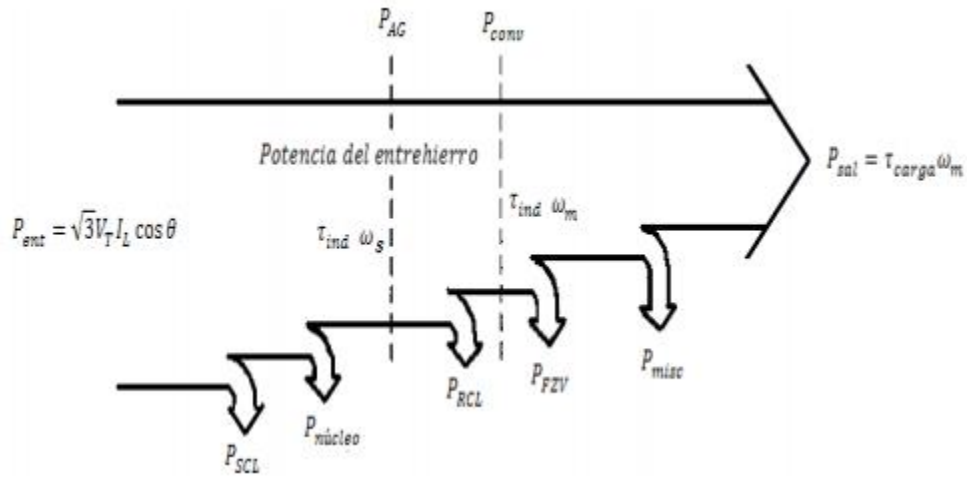 P_AG
P_conv
Potencia del entrehierro
P_sal = τ_carga ω_m
τ_ind ω_m
P_ent = √3 V_T I_L cos θ
τ_ind ω_s
P_misc
P_FZV
P_RCL
P_núcleo
P_SCL